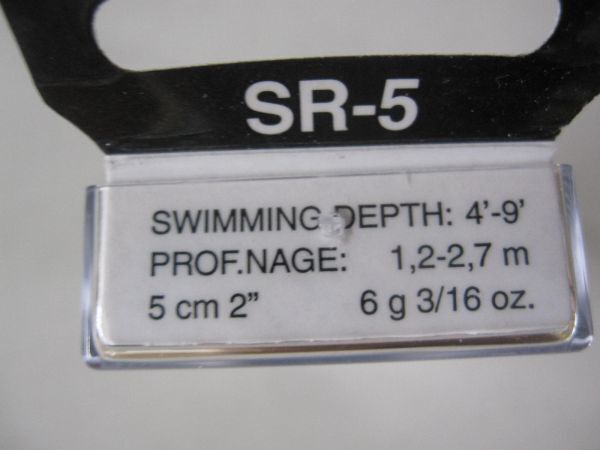 SR-5
SWIMMING DEPTH: 4'-9'
PROF.NAGE: 1,2-2,7 m
5 cm 2" 6 g 3/16 oz.